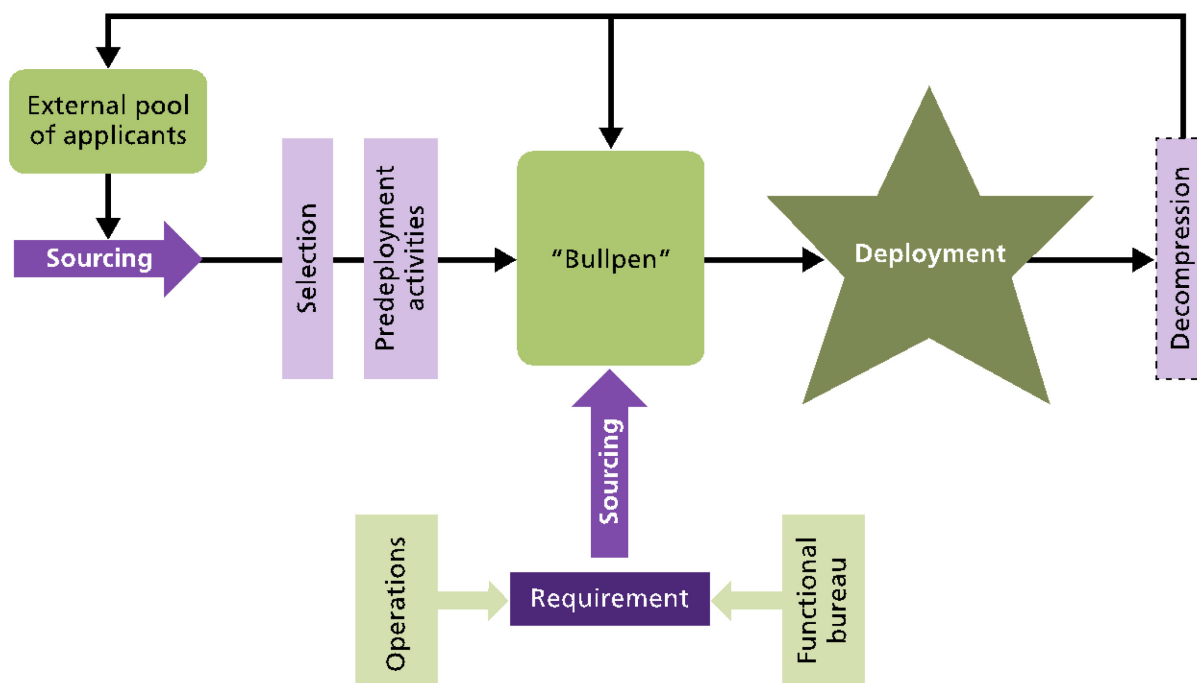 External pool
of applicants
Sourcing
Selection
Predeployment
activities
“Bullpen”
Deployment
Decompression
Sourcing
Operations
Requirement
Functional
bureau